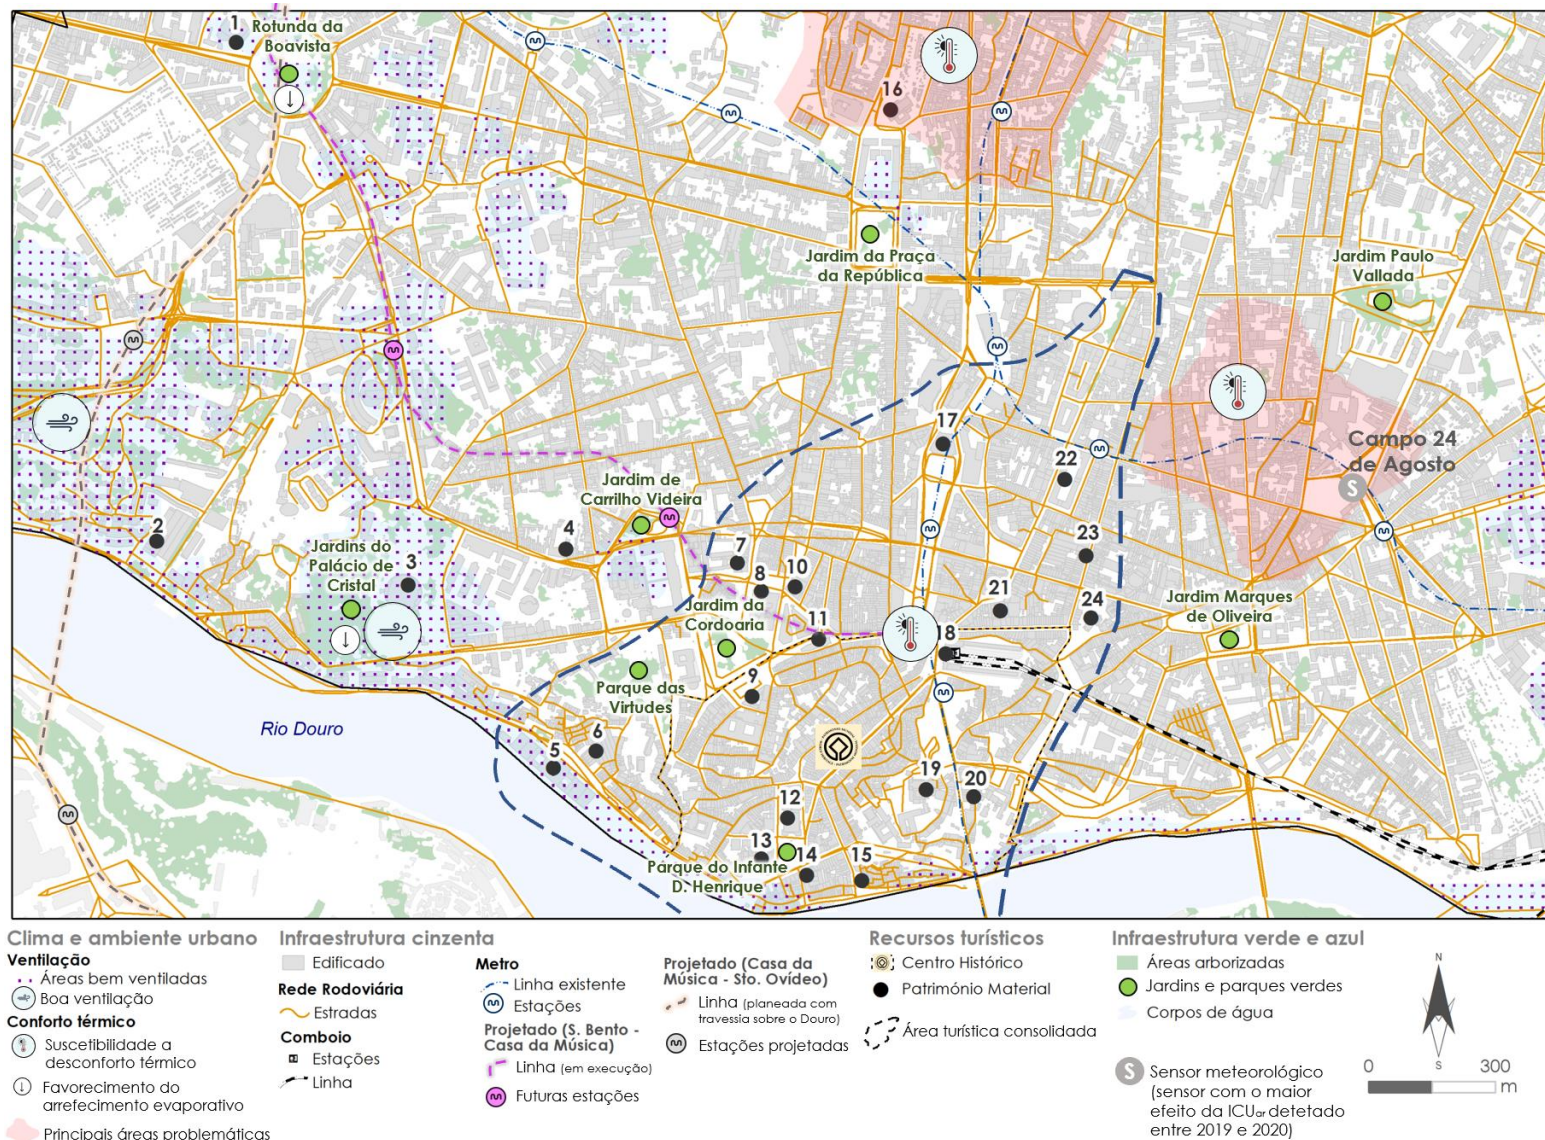 1
Rotunda da
Boavista
16
Jardim da Praça
da República
Jardim Paulo
Vallada
17
Campo 24
de Agosto
S
22
Jardim de
Carrilho Videira
2
Jardins do
Palácio de
Cristal
3
4
7
8
10
23
Jardim da
Cordoaria
11
21
24
Jardim Marques
de Oliveira
18
9
Parque das
Virtudes
Rio Douro
5
6
19
20
12
13
14
15
Parque do Infante
D. Henrique
Clima e ambiente urbano
Ventilação
Áreas bem ventiladas
Boa ventilação
Conforto térmico
Suscetibilidade a
desconforto térmico
Favorecimento do
arrefecimento evaporativo
Principais áreas problemáticas
Infraestrutura cinzenta
Edificado
Rede Rodoviária
Estradas
Comboio
Estações
Linha
Metro
Linha existente
Estações
Projetado (S. Bento -
Casa da Música)
Linha (em execução)
Futuras estações
Projetado (Casa da
Música - Sto. Ovídeo)
Linha (planeada com
travessia sobre o Douro)
Estações projetadas
Recursos turísticos
Centro Histórico
Património Material
Área turística consolidada
Infraestrutura verde e azul
Áreas arborizadas
Jardins e parques verdes
Corpos de água
S
Sensor meteorológico
(sensor com o maior
efeito da ICUar detetado
entre 2019 e 2020)
N
S
0 300
m